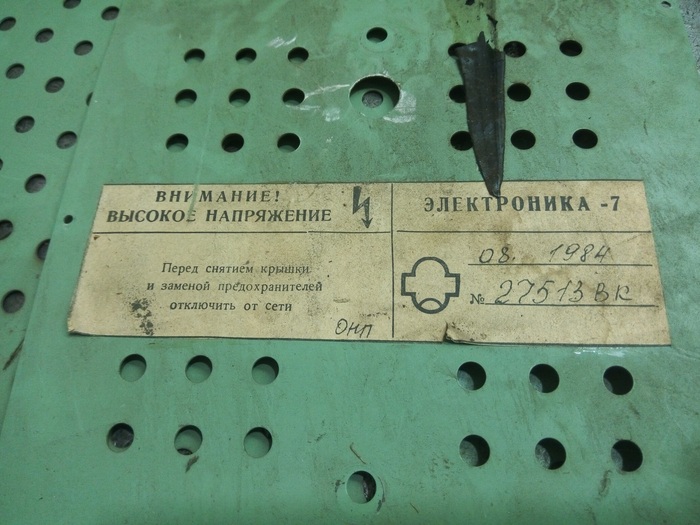 ВНИМАНИЕ!
ВЫСОКОЕ НАПРЯЖЕНИЕ
Перед снятием крышки
и заменой предохранителей
отключить от сети
ОНП
ЭЛЕКТРОНИКА -7
08. 1984
№ 27513 ВК